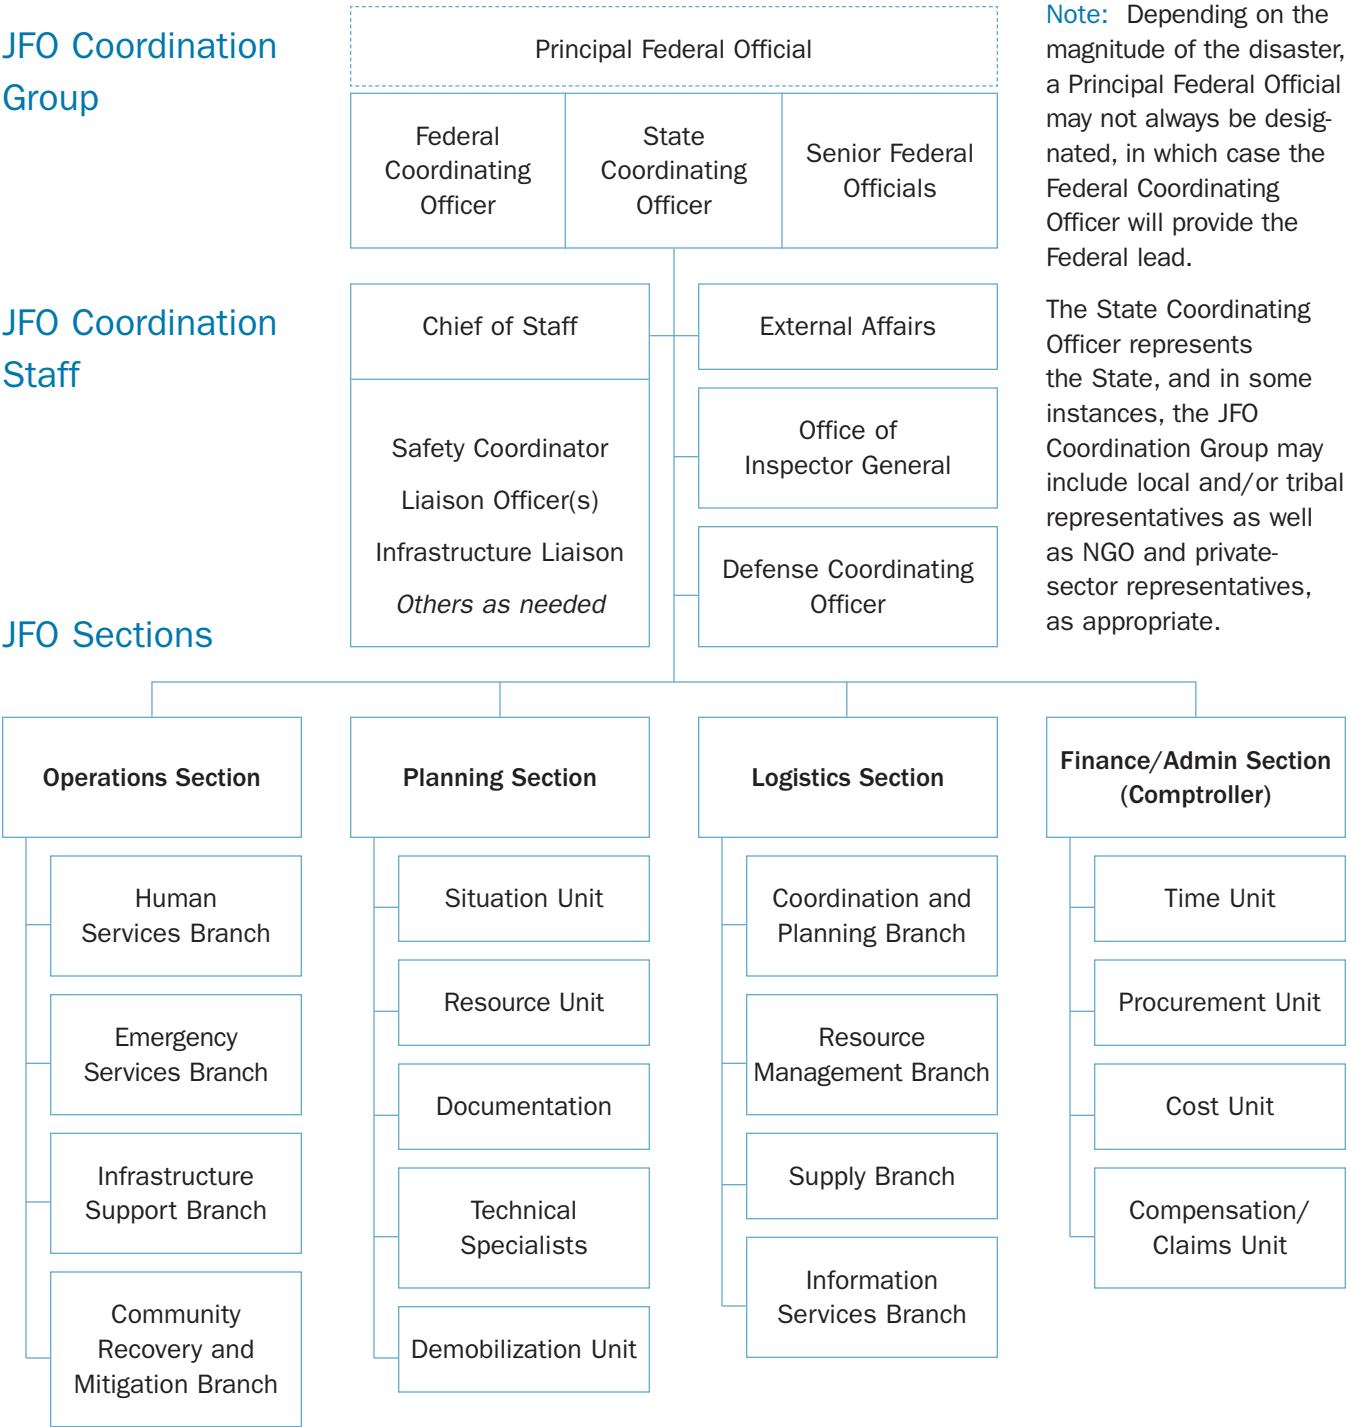 JFO Coordination
Group
Principal Federal Official
Federal
Coordinating
Officer
State
Coordinating
Officer
Senior Federal
Officials
Note: Depending on the
magnitude of the disaster,
a Principal Federal Official
may not always be desig-
nated, in which case the
Federal Coordinating
Officer will provide the
Federal lead.
The State Coordinating
Officer represents
the State, and in some
instances, the JFO
Coordination Group may
include local and/or tribal
representatives as well
as NGO and private-
sector representatives,
as appropriate.
JFO Coordination
Staff
Chief of Staff
Safety Coordinator
Liaison Officer(s)
Infrastructure Liaison
Others as needed
External Affairs
Office of
Inspector General
Defense Coordinating
Officer
JFO Sections
Operations Section
Human
Services Branch
Emergency
Services Branch
Infrastructure
Support Branch
Community
Recovery and
Mitigation Branch
Planning Section
Situation Unit
Resource Unit
Documentation
Technical
Specialists
Demobilization Unit
Logistics Section
Coordination and
Planning Branch
Resource
Management Branch
Supply Branch
Information
Services Branch
Finance/Admin Section
(Comptroller)
Time Unit
Procurement Unit
Cost Unit
Compensation/
Claims Unit